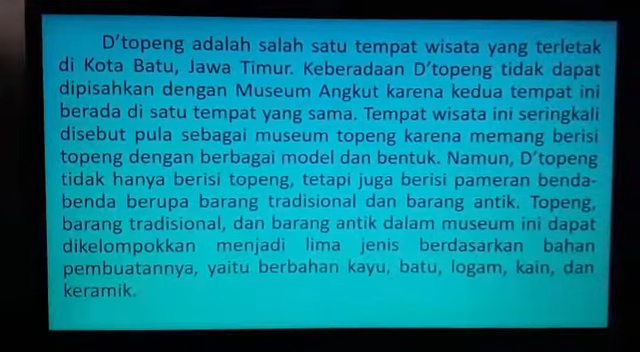 D'topeng adalah salah satu tempat wisata yang terletak
di Kota Batu, Jawa Timur. Keberadaan D'topeng tidak dapat
dipisahkan dengan Museum Angkut karena kedua tempat ini
berada di satu tempat yang sama. Tempat wisata ini seringkali
disebut pula sebagai museum topeng karena memang berisi
topeng dengan berbagai model dan bentuk. Namun, D'topeng
tidak hanya berisi topeng, tetapi juga berisi pameran benda-
benda berupa barang tradisional dan barang antik. Topeng,
barang tradisional, dan barang antik dalam museum ini dapat
dikelompokkan menjadi lima jenis berdasarkan bahan
pembuatannya, yaitu berbahan kayu, batu, logam, kain, dan
keramik.